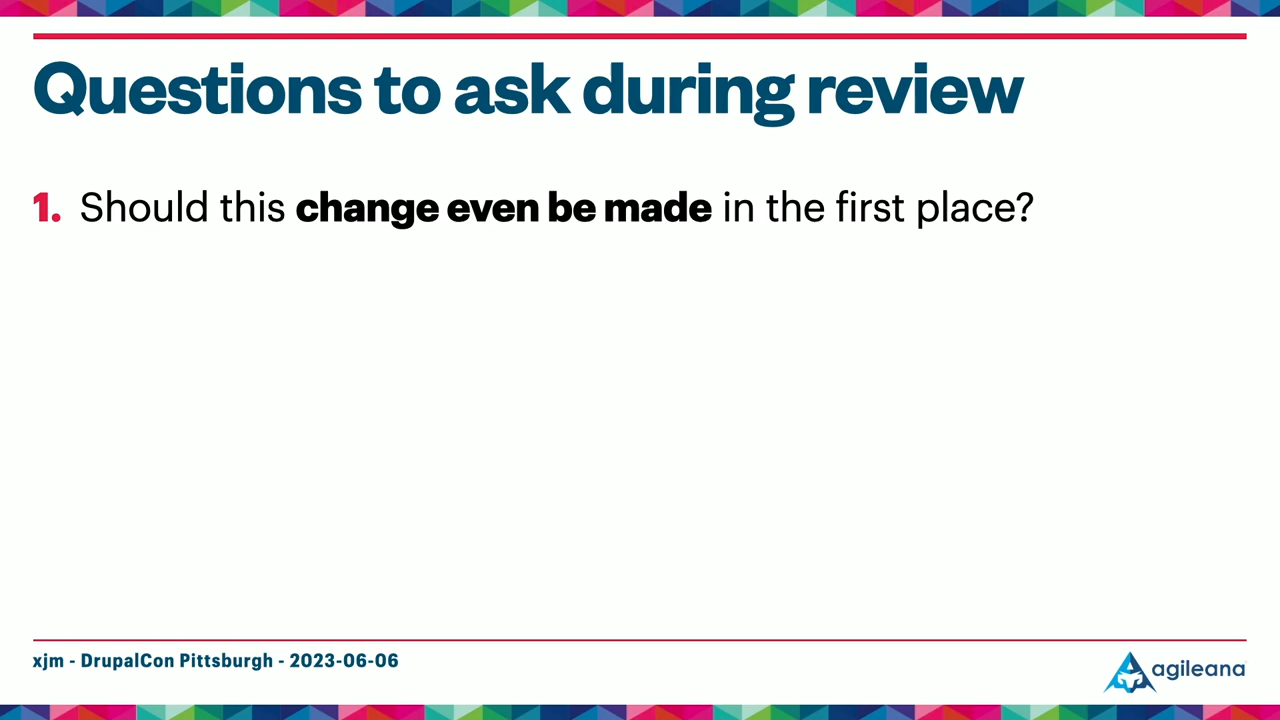 Questions to ask during review
1. Should this change even be made in the first place?
xjm - DrupalCon Pittsburgh - 2023-06-06
agileana